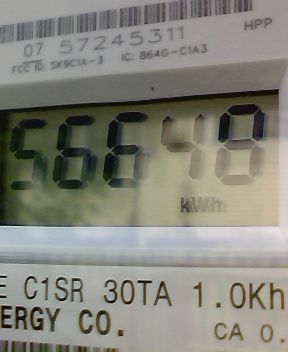 HPP
07 57245311
FCC ID: SK9C1A-3 IC: 864G-C1A3
56648
kWh
E C1SR 30TA 1.0Kh
ERGY CO.
CA 0.